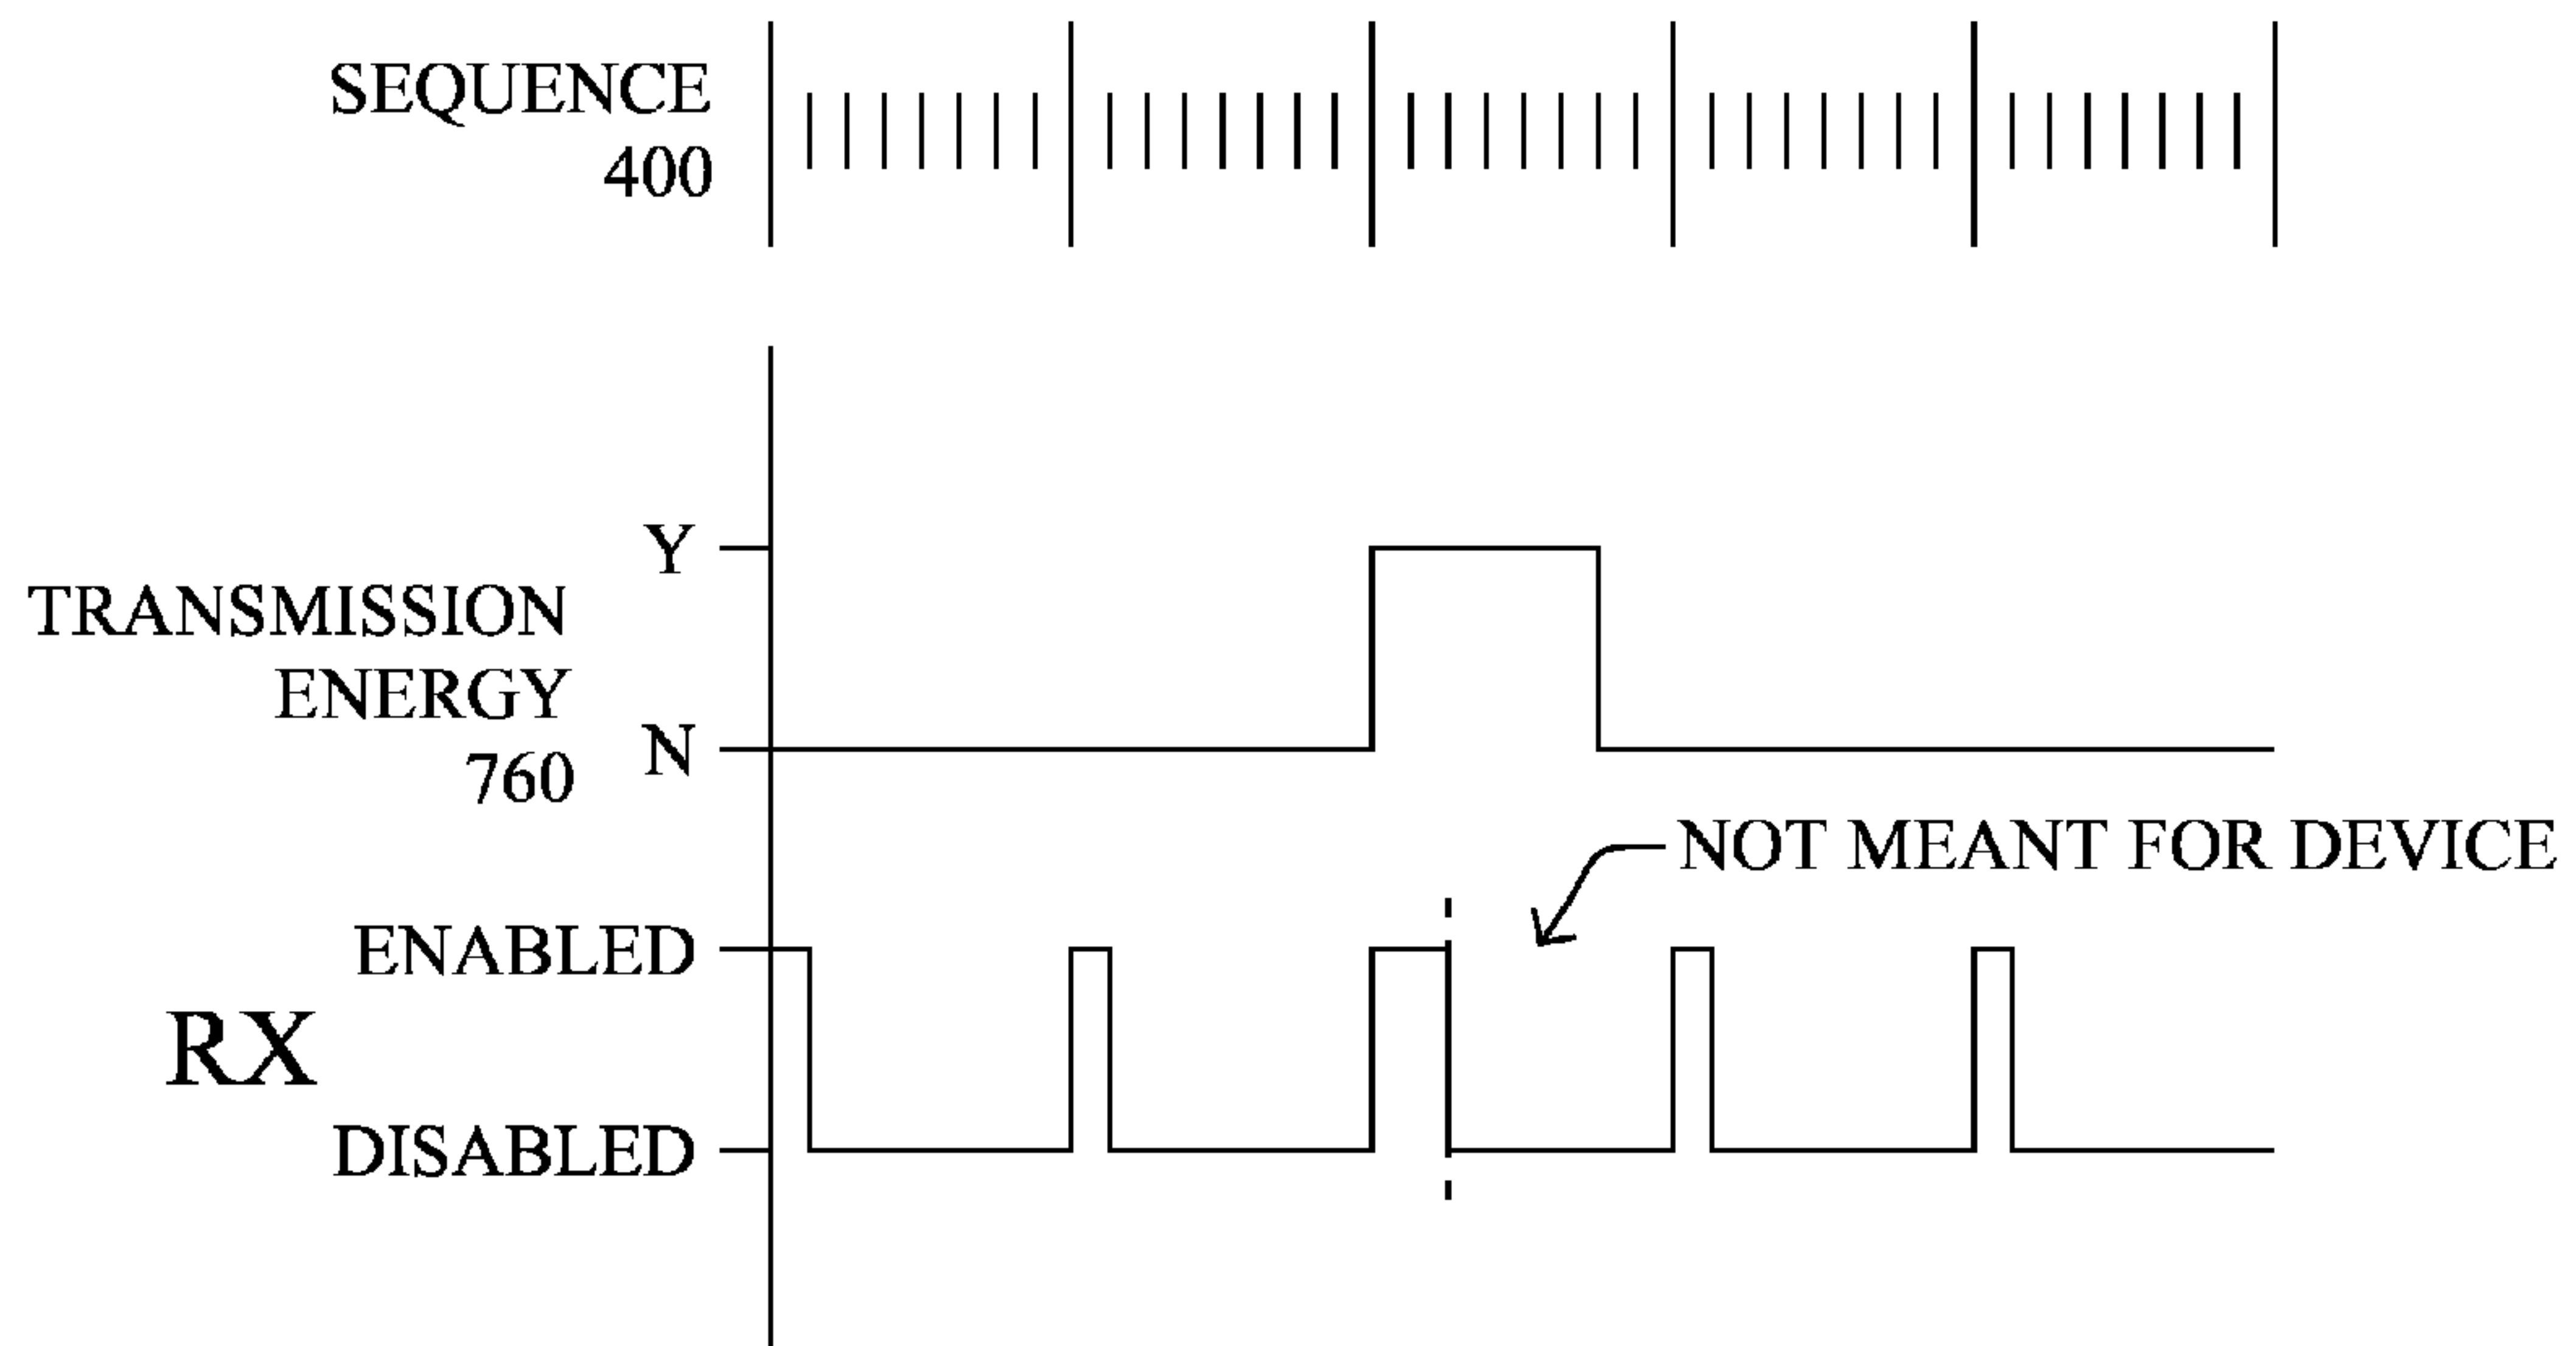 SEQUENCE
400
Y
TRANSMISSION
ENERGY
N
760
NOT MEANT FOR DEVICE
ENABLED
RX
DISABLED